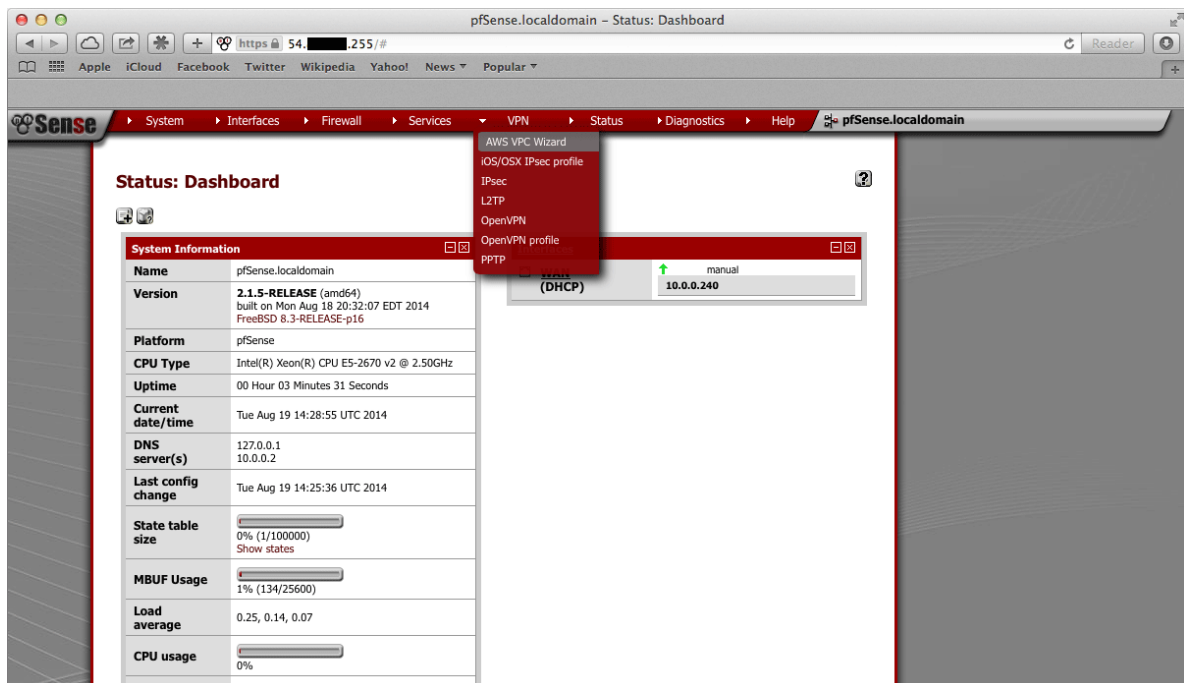 pfSense.localdomain – Status: Dashboard
https 54. .255/#
Reader
Apple iCloud Facebook Twitter Wikipedia Yahoo! News Popular
Sense
System Interfaces Firewall Services VPN Status Diagnostics Help pfSense.localdomain
AWS VPC Wizard
iOS/OSX IPsec profile
IPsec
L2TP
OpenVPN
OpenVPN profile
PPTP
Status: Dashboard
?
System Information
Name pfSense.localdomain
Version 2.1.5-RELEASE (amd64)
built on Mon Aug 18 20:32:07 EDT 2014
FreeBSD 8.3-RELEASE-p16
Platform pfSense
CPU Type Intel(R) Xeon(R) CPU E5-2670 v2 @ 2.50GHz
Uptime 00 Hour 03 Minutes 31 Seconds
Current
date/time
Tue Aug 19 14:28:55 UTC 2014
DNS
server(s)
127.0.0.1
10.0.0.2
Last config
change
Tue Aug 19 14:25:36 UTC 2014
State table
size
0% (1/100000)
Show states
MBUF Usage
1% (134/25600)
Load
average
0.25, 0.14, 0.07
CPU usage
0%
WAN
(DHCP)
manual
10.0.0.240